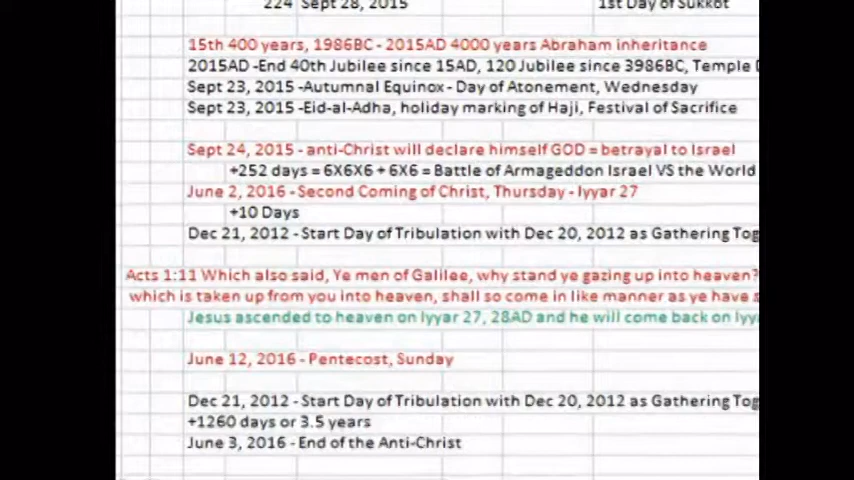 224 Sept 28, 2015 1st Day of Sukkot
15th 400 years, 1986BC - 2015AD 4000 years Abraham inheritance
2015AD -End 40th Jubilee since 15AD, 120 Jubilee since 3986BC, Temple
Sept 23, 2015 -Autumnal Equinox - Day of Atonement, Wednesday
Sept 23, 2015 -Eid-al-Adha, holiday marking of Hajj, Festival of Sacrifice
Sept 24, 2015 - anti-Christ will declare himself GOD = betrayal to Israel
+252 days = 6X6X6 + 6X6 = Battle of Armageddon Israel VS the World
June 2, 2016 - Second Coming of Christ, Thursday - Iyyar 27
+10 Days
Dec 21, 2012 - Start Day of Tribulation with Dec 20, 2012 as Gathering Tog
Acts 1:11 Which also said, Ye men of Galilee, why stand ye gazing up into heaven?
which is taken up from you into heaven, shall so come in like manner as ye have s
Jesus ascended to heaven on Iyyar 27, 28AD and he will come back on Iyy
June 12, 2016 - Pentecost, Sunday
Dec 21, 2012 - Start Day of Tribulation with Dec 20, 2012 as Gathering Tog
+1260 days or 3.5 years
June 3, 2016 - End of the Anti-Christ